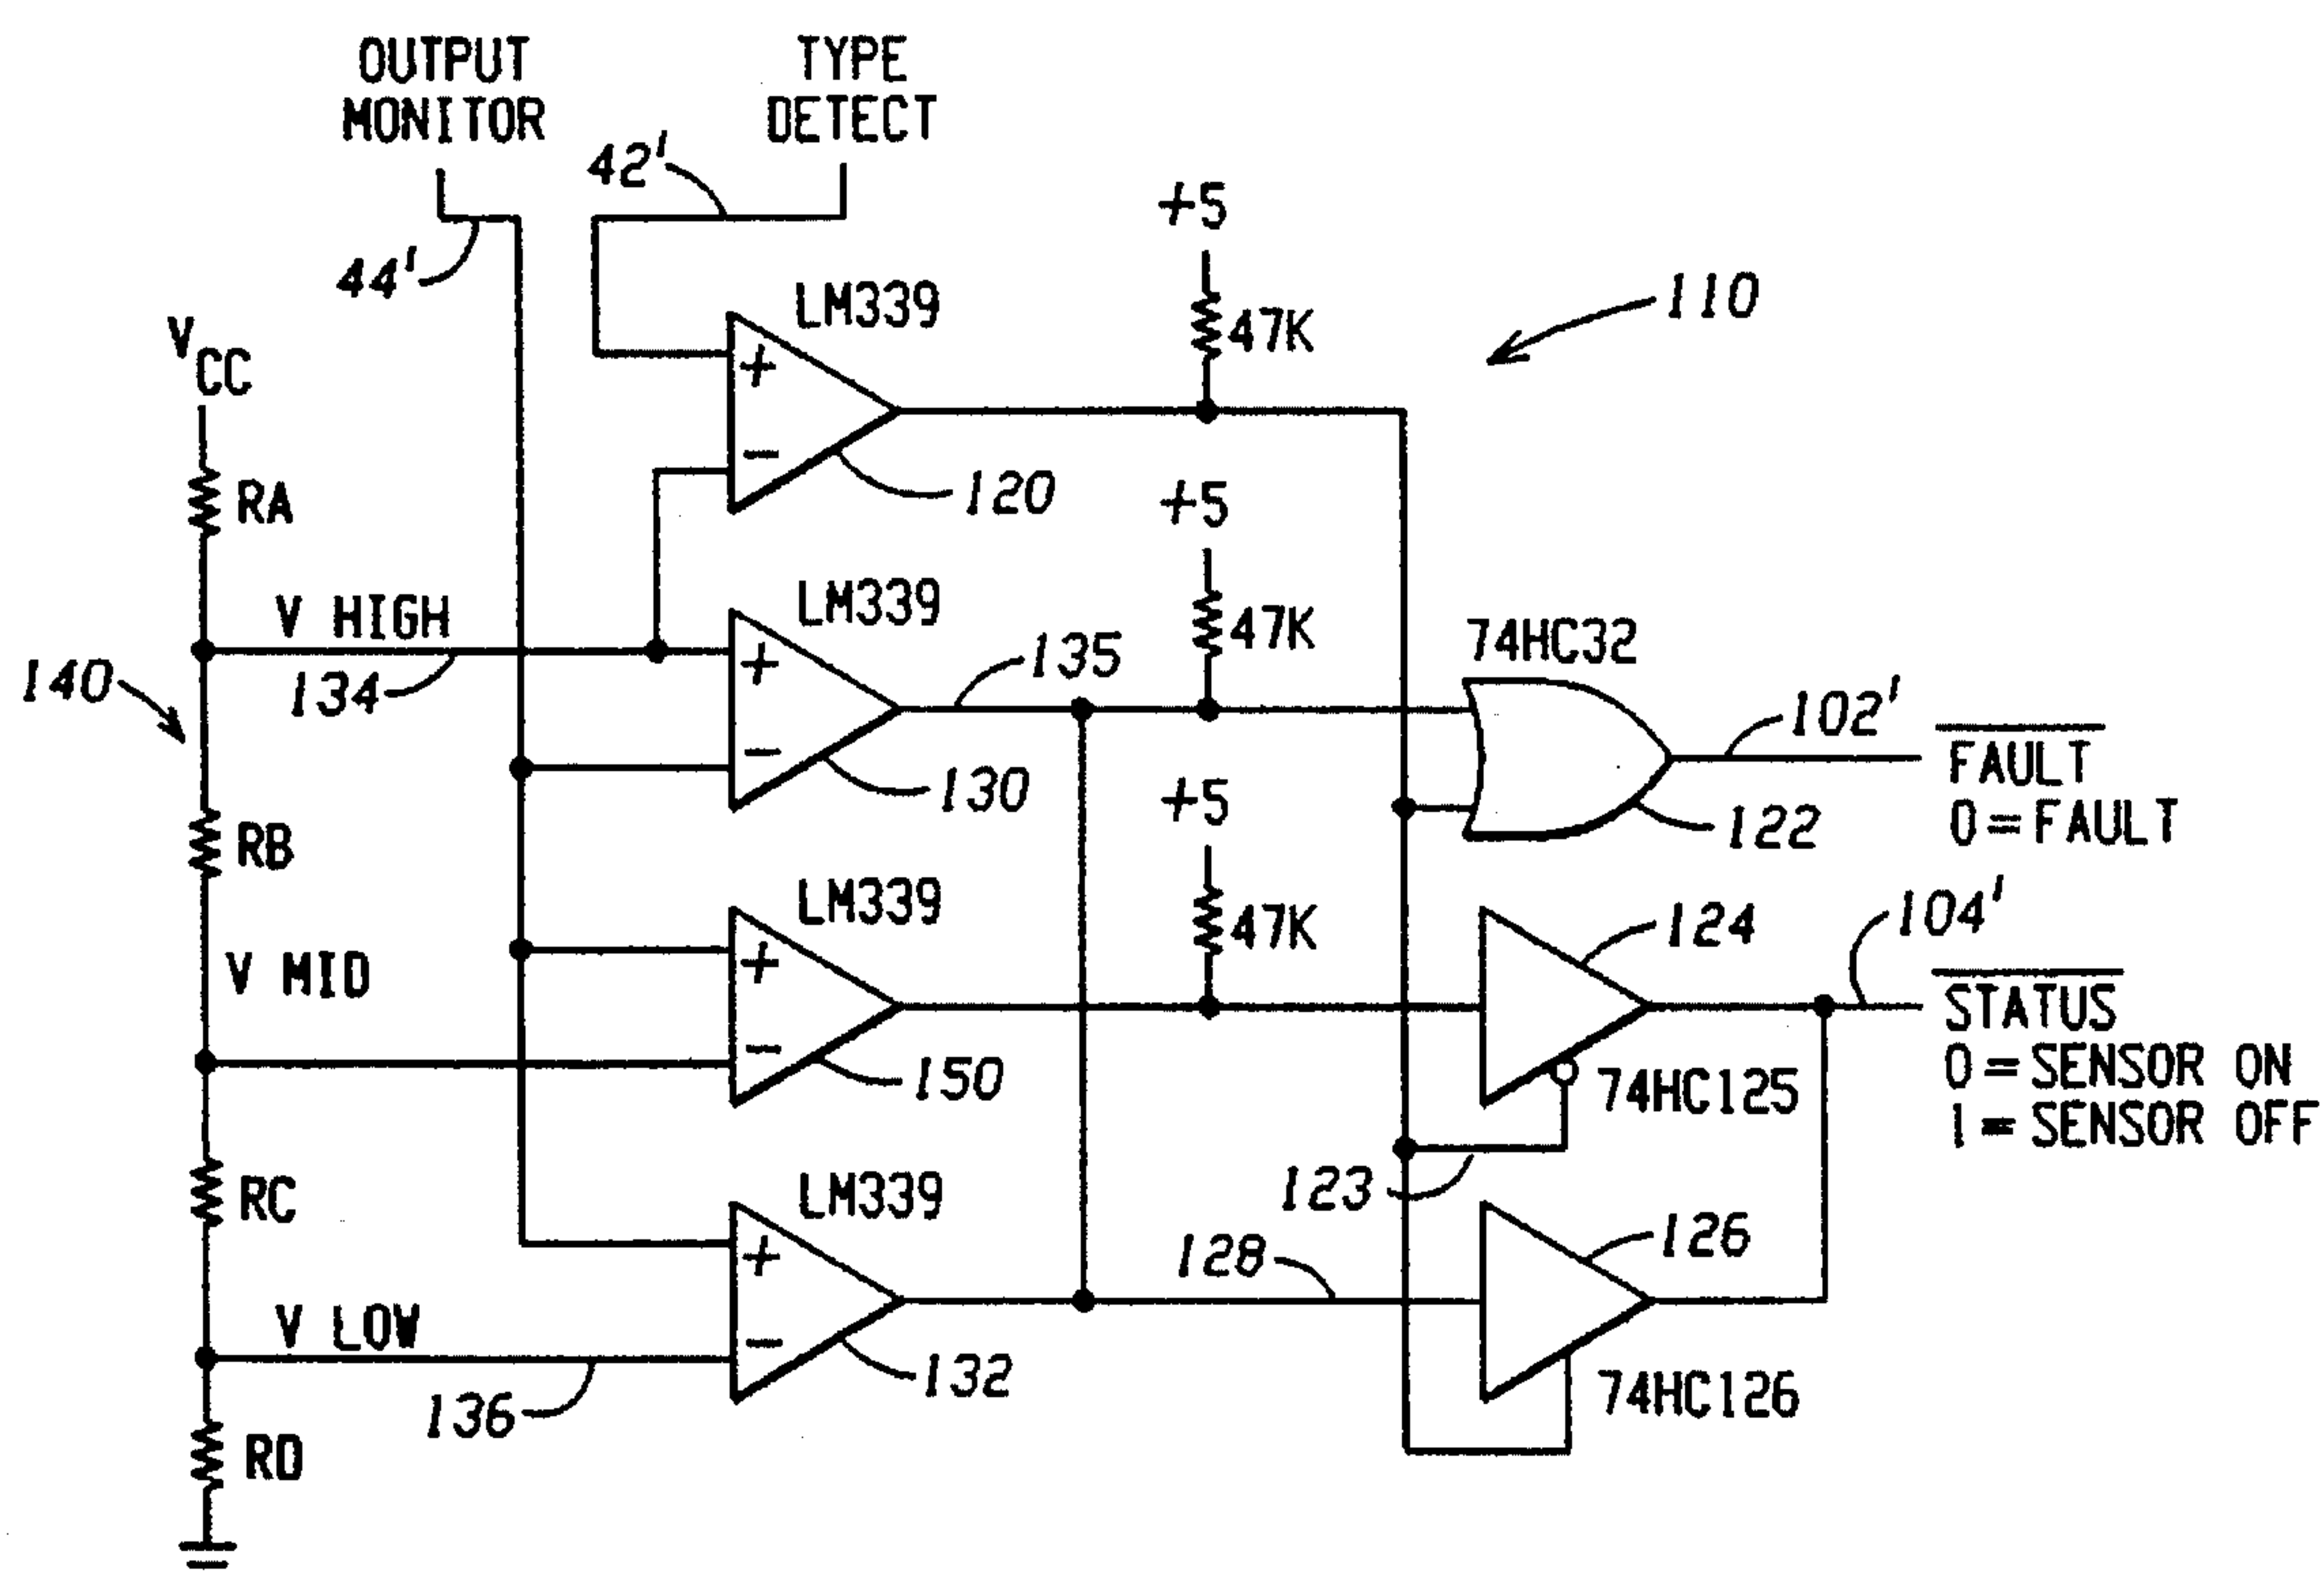 OUTPUT
MONITOR
TYPE
DETECT
42'
44'
+5
47K
110
LM339
VCC
RA
120
+5
47K
LM339
V HIGH
134
135
140
130
74HC32
102'
FAULT
0=FAULT
122
+5
47K
RB
LM339
V MID
150
124
104'
STATUS
0=SENSOR ON
1=SENSOR OFF
74HC125
123
RC
LM339
128
126
V LOW
136
132
74HC126
RD